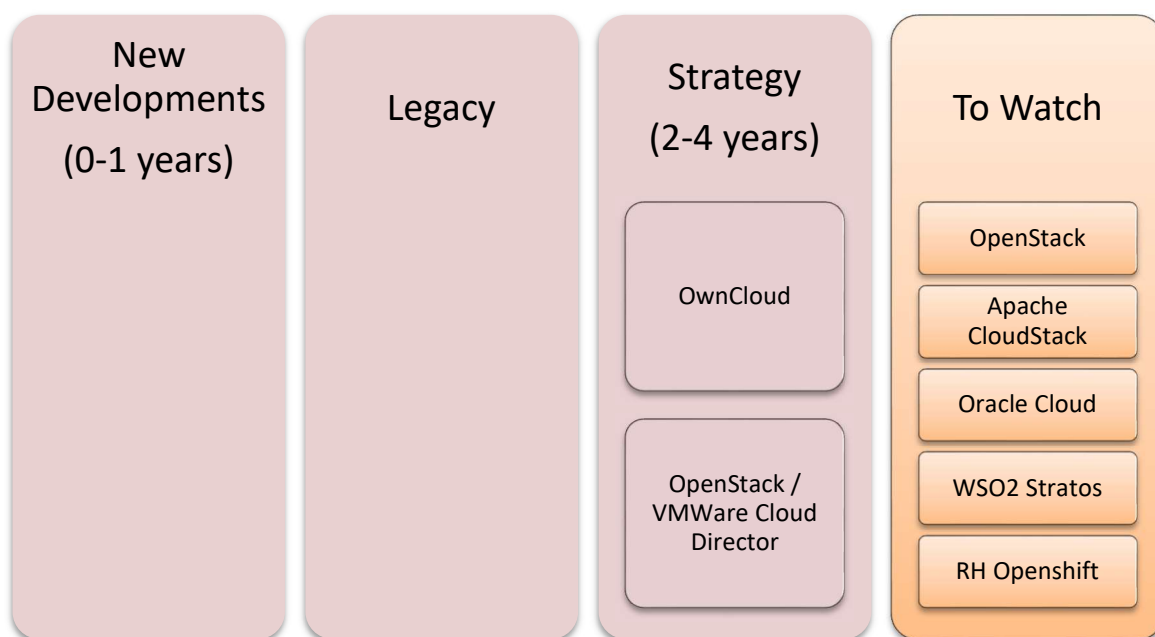 New
Developments
(0-1 years)
Legacy
Strategy
(2-4 years)
OwnCloud
OpenStack /
VMWare Cloud
Director
To Watch
OpenStack
Apache
CloudStack
Oracle Cloud
WSO2 Stratos
RH Openshift